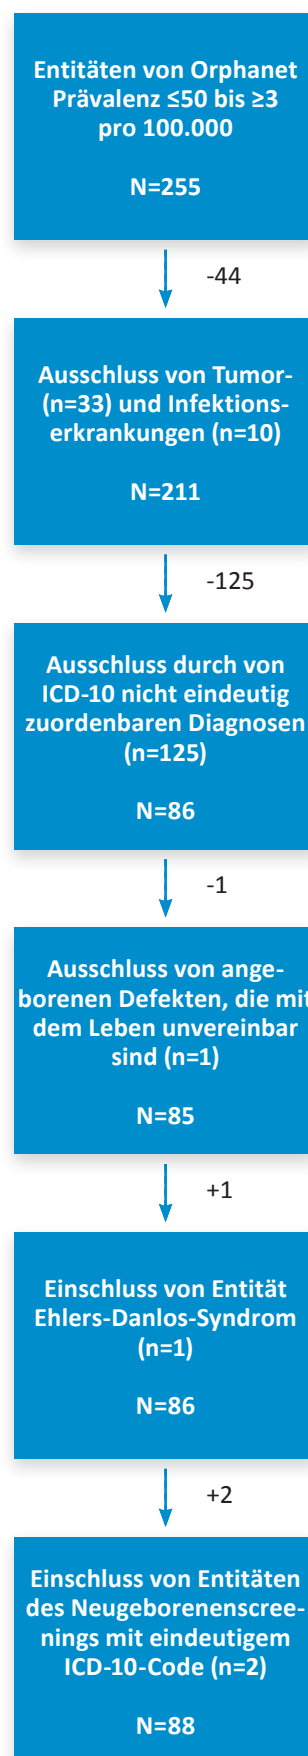 Entitäten von Orphanet
Prävalenz ≤50 bis ≥3
pro 100.000
N=255
-44
Ausschluss von Tumor-
(n=33) und Infektions-
erkrankungen (n=10)
N=211
-125
Ausschluss durch von
ICD-10 nicht eindeutig
zuordenbaren Diagnosen
(n=125)
N=86
-1
Ausschluss von ange-
borenen Defekten, die mit
dem Leben unvereinbar
sind (n=1)
N=85
+1
Einschluss von Entität
Ehlers-Danlos-Syndrom
(n=1)
N=86
+2
Einschluss von Entitäten
des Neugeborenenscree-
nings mit eindeutigem
ICD-10-Code (n=2)
N=88